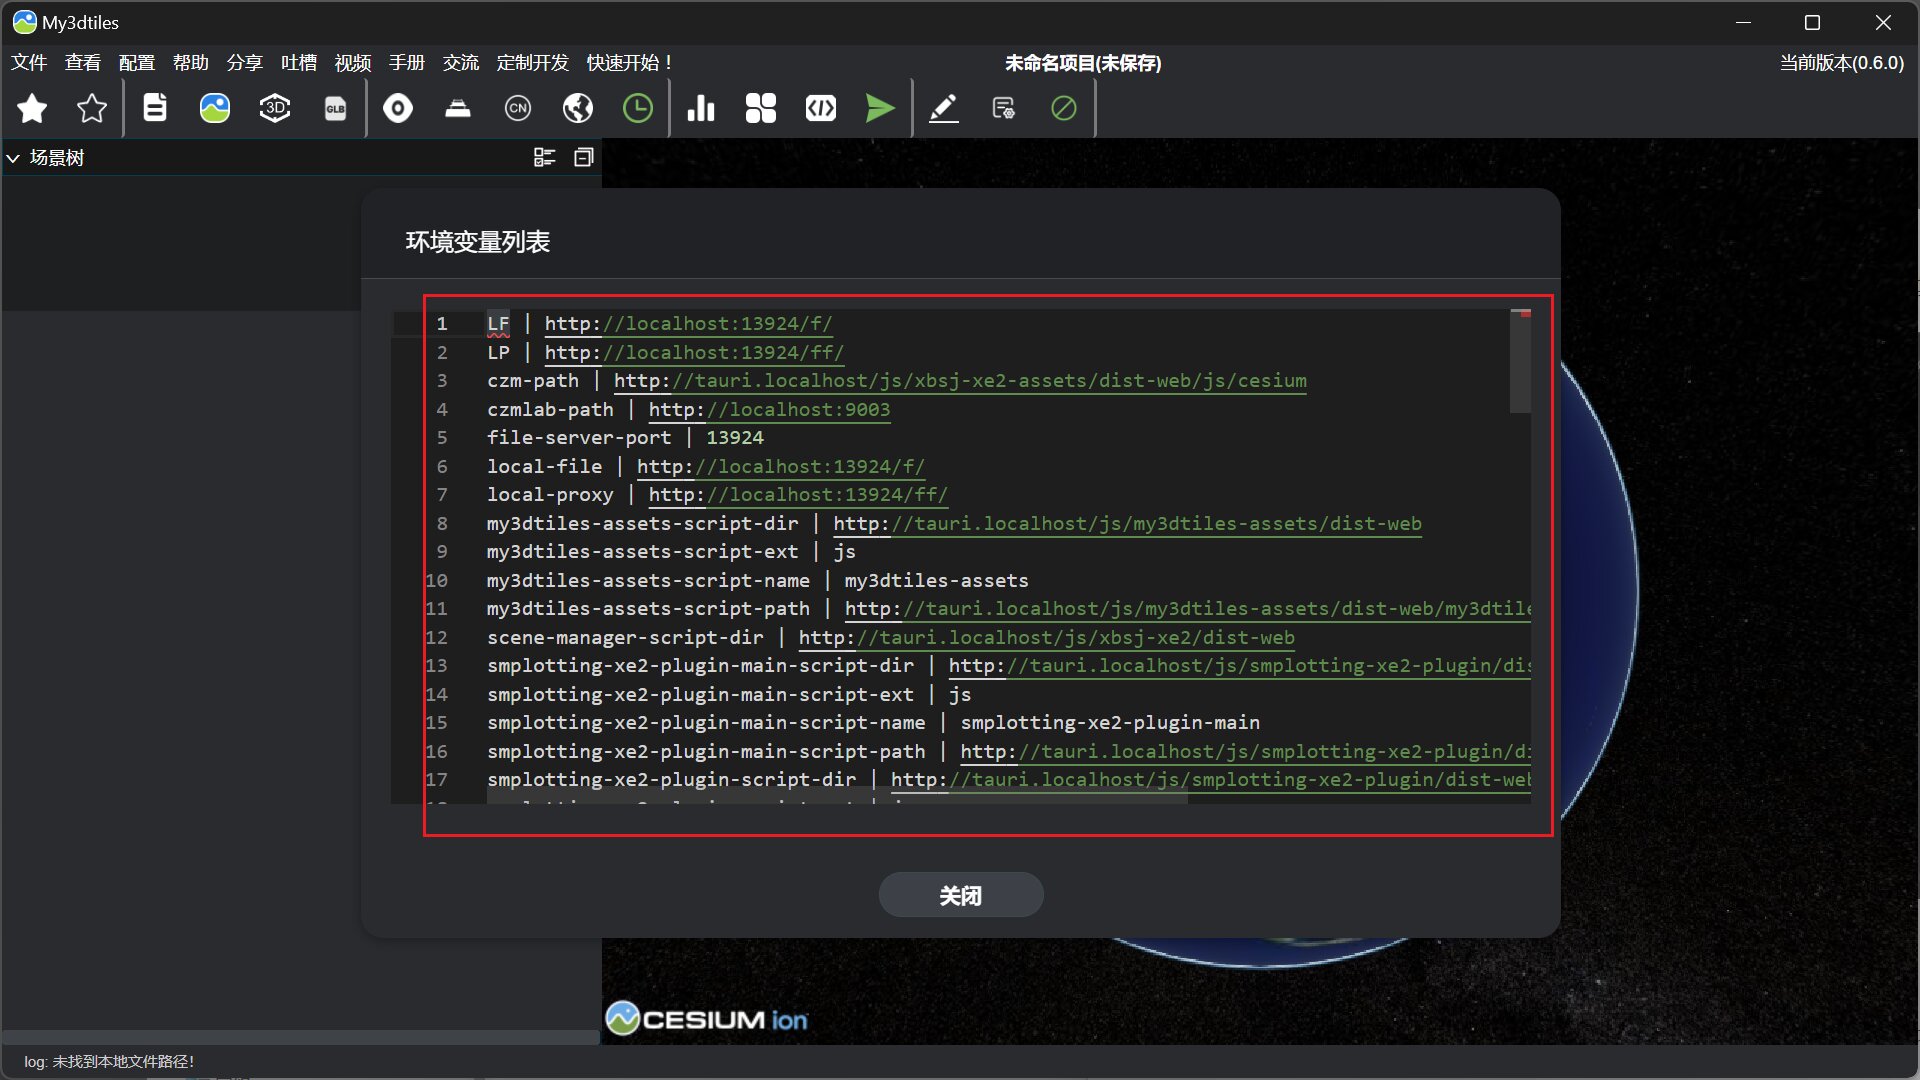 My3dtiles
文件 查看 配置 帮助 分享 吐槽 视频 手册 交流 定制开发 快速开始！ 未命名项目(未保存) 当前版本(0.6.0)
3D GLB CN
场景树
环境变量列表
1 LF | http://localhost:13924/f/
2 LP | http://localhost:13924/ff/
3 czm-path | http://tauri.localhost/js/xbsj-xe2-assets/dist-web/js/cesium
4 czmlab-path | http://localhost:9003
5 file-server-port | 13924
6 local-file | http://localhost:13924/f/
7 local-proxy | http://localhost:13924/ff/
8 my3dtiles-assets-script-dir | http://tauri.localhost/js/my3dtiles-assets/dist-web
9 my3dtiles-assets-script-ext | js
10 my3dtiles-assets-script-name | my3dtiles-assets
11 my3dtiles-assets-script-path | http://tauri.localhost/js/my3dtiles-assets/dist-web/my3dtile
12 scene-manager-script-dir | http://tauri.localhost/js/xbsj-xe2/dist-web
13 smplotting-xe2-plugin-main-script-dir | http://tauri.localhost/js/smplotting-xe2-plugin/dis
14 smplotting-xe2-plugin-main-script-ext | js
15 smplotting-xe2-plugin-main-script-name | smplotting-xe2-plugin-main
16 smplotting-xe2-plugin-main-script-path | http://tauri.localhost/js/smplotting-xe2-plugin/di
17 smplotting-xe2-plugin-script-dir | http://tauri.localhost/js/smplotting-xe2-plugin/dist-web
关闭
CESIUM ion
log: 未找到本地文件路径!